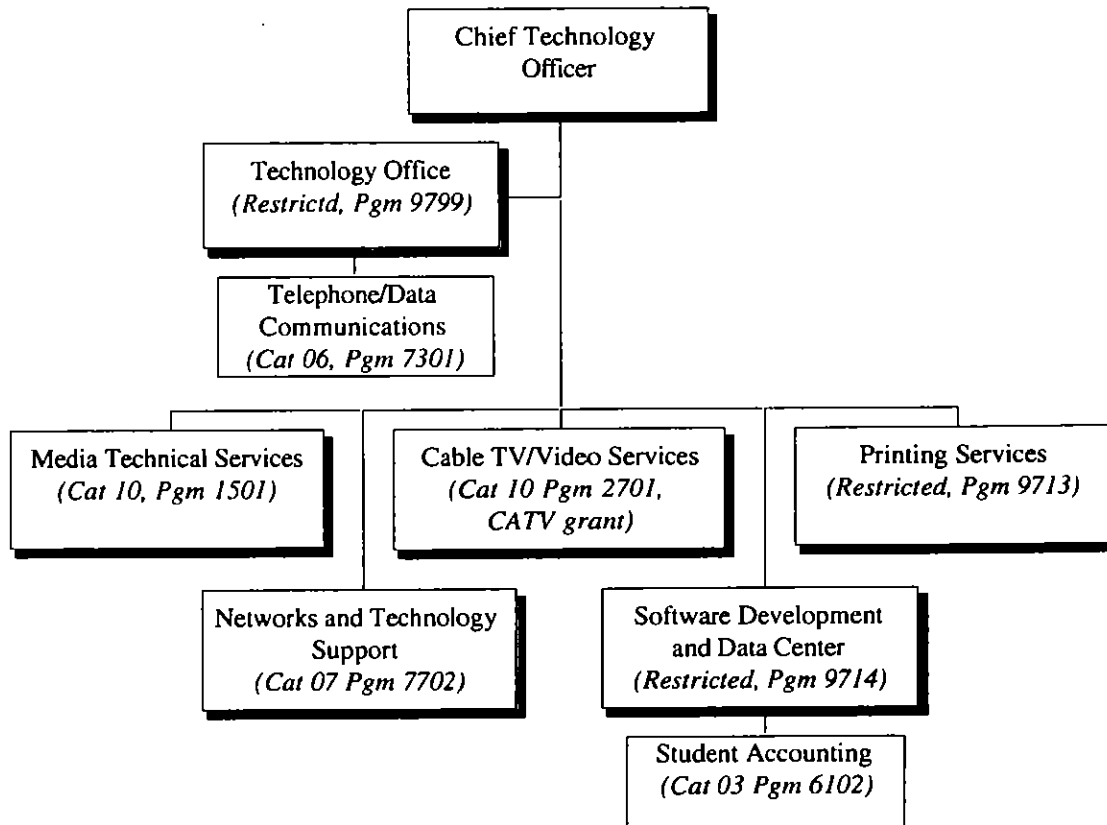 Chief Technology
Officer
Technology Office
(Restrictd, Pgm 9799)
Telephone/Data
Communications
(Cat 06, Pgm 7301)
Media Technical Services
(Cat 10, Pgm 1501)
Cable TV/Video Services
(Cat 10 Pgm 2701,
CATV grant)
Printing Services
(Restricted, Pgm 9713)
Networks and Technology
Support
(Cat 07 Pgm 7702)
Software Development
and Data Center
(Restricted, Pgm 9714)
Student Accounting
(Cat 03 Pgm 6102)